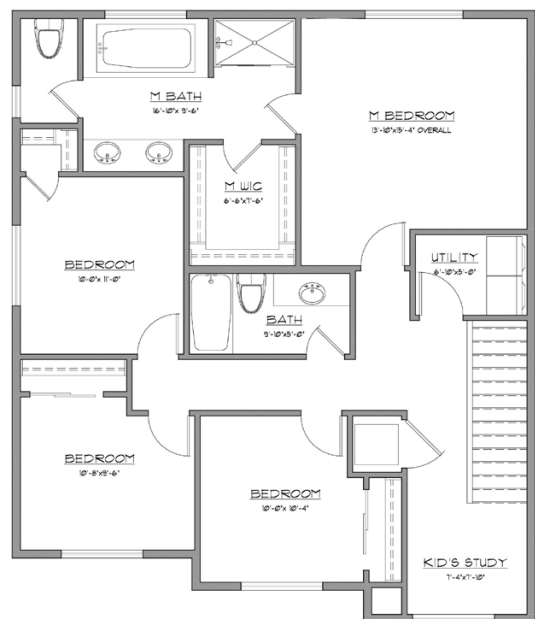 M BATH
16'-10"x 9'-6"
M BEDROOM
13'-10"x15'-4" OVERALL
M WIC
6'-6"x7'-6"
BEDROOM
10-0"x 11'-0"
UTILITY
6'-10"x5'-0"
BATH
9'-10"x5'-0"
BEDROOM
10'-8"x9'-6"
BEDROOM
10'-0"x 10'-4"
KID'S STUDY
7'-4"x7'-10"